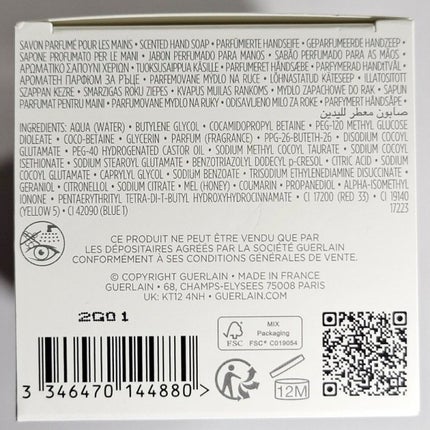 SAVON PARFUMÉ POUR LES MAINS • SCENTED HAND SOAP • PARFÜMIERTE HANDSEIFE • GEPARFUMEERDE HANDZEEP
• SAPONE PROFUMATO PER LE MANI • JABON PERFUMADO PARA MANOS • SABÃO PERFUMADO PARA AS MÃOS
• ΑΡΩΜΑΤΙΚΟ ΣΑΠΟΥΝΙ ΧΕΡΙΩΝ • TUOKSUSAIPPUA KÄSILLE • PARFUMERET HÅNDSÆBE • PARFYMERAD HANDTVÅL •
АРОМАТЕН ПАРФЮМ ЗА РЪЦЕ • PARFEMOVANÉ MÝDLO NA RUCE • LÕHNASTATUD KÄTESEEP • ILLATOSÍTOTT
SZAPPAN KÉZRE • SMARŽĪGAS ROKU ZIEPES • KVAPUS MUILAS RANKOMS • MYDŁO ZAPACHOWE DO RĄK • SĂPUN
PARFUMAT PENTRU MÂINI • PARFUMOVANÉ MYDLO NA RUKY • ODIŠAVLJENO MILO ZA ROKE • PARFYMERT HÅNDSÅPE
صابون معطر لليدين
INGREDIENTS: AQUA (WATER) • BUTYLENE GLYCOL • COCAMIDOPROPYL BETAINE • PEG-120 METHYL GLUCOSE
DIOLEATE • COCO-BETAINE • GLYCERIN • PARFUM (FRAGRANCE) • PPG-26-BUTETH-26 • DISODIUM COCOYL
GLUTAMATE • PEG-40 HYDROGENATED CASTOR OIL • SODIUM METHYL COCOYL TAURATE • SODIUM COCOYL
ISETHIONATE • SODIUM STEAROYL GLUTAMATE • BENZOTRIAZOLYL DODECYL p-CRESOL • CITRIC ACID • SODIUM
COCOYL GLUTAMATE • CAPRYLYL GLYCOL • SODIUM BENZOATE • TRISODIUM ETHYLENEDIAMINE DISUCCINATE •
GERANIOL • CITRONELLOL • SODIUM CITRATE • MEL (HONEY) • COUMARIN • PROPANEDIOL • ALPHA-ISOMETHYL
IONONE • PENTAERYTHRITYL TETRA-DI-T-BUTYL HYDROXYHYDROCINNAMATE • CI 17200 (RED 33) • CI 19140
(YELLOW 5) • CI 42090 (BLUE 1)
17223
CE PRODUIT NE PEUT ÊTRE VENDU QUE PAR
LES DÉPOSITAIRES AGRÉÉS PAR LA SOCIÉTÉ GUERLAIN
CONFORMÉMENT À SES CONDITIONS GÉNÉRALES DE VENTE.
© COPYRIGHT GUERLAIN • MADE IN FRANCE
GUERLAIN • 68, CHAMPS-ELYSEES 75008 PARIS
UK: KT12 4NH • GUERLAIN.COM
2G01
FSC
MIX
Packaging
FSC® C019054
3 346470 144880 >
12M